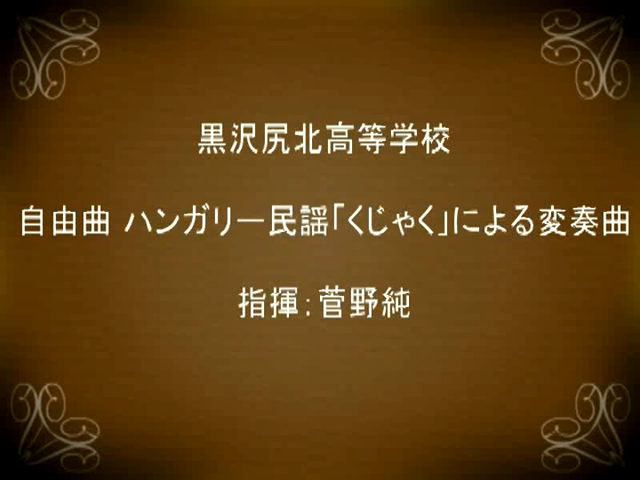 黒沢尻北高等学校
自由曲 ハンガリー民謡「くじゃく」による変奏曲
指揮：菅野純